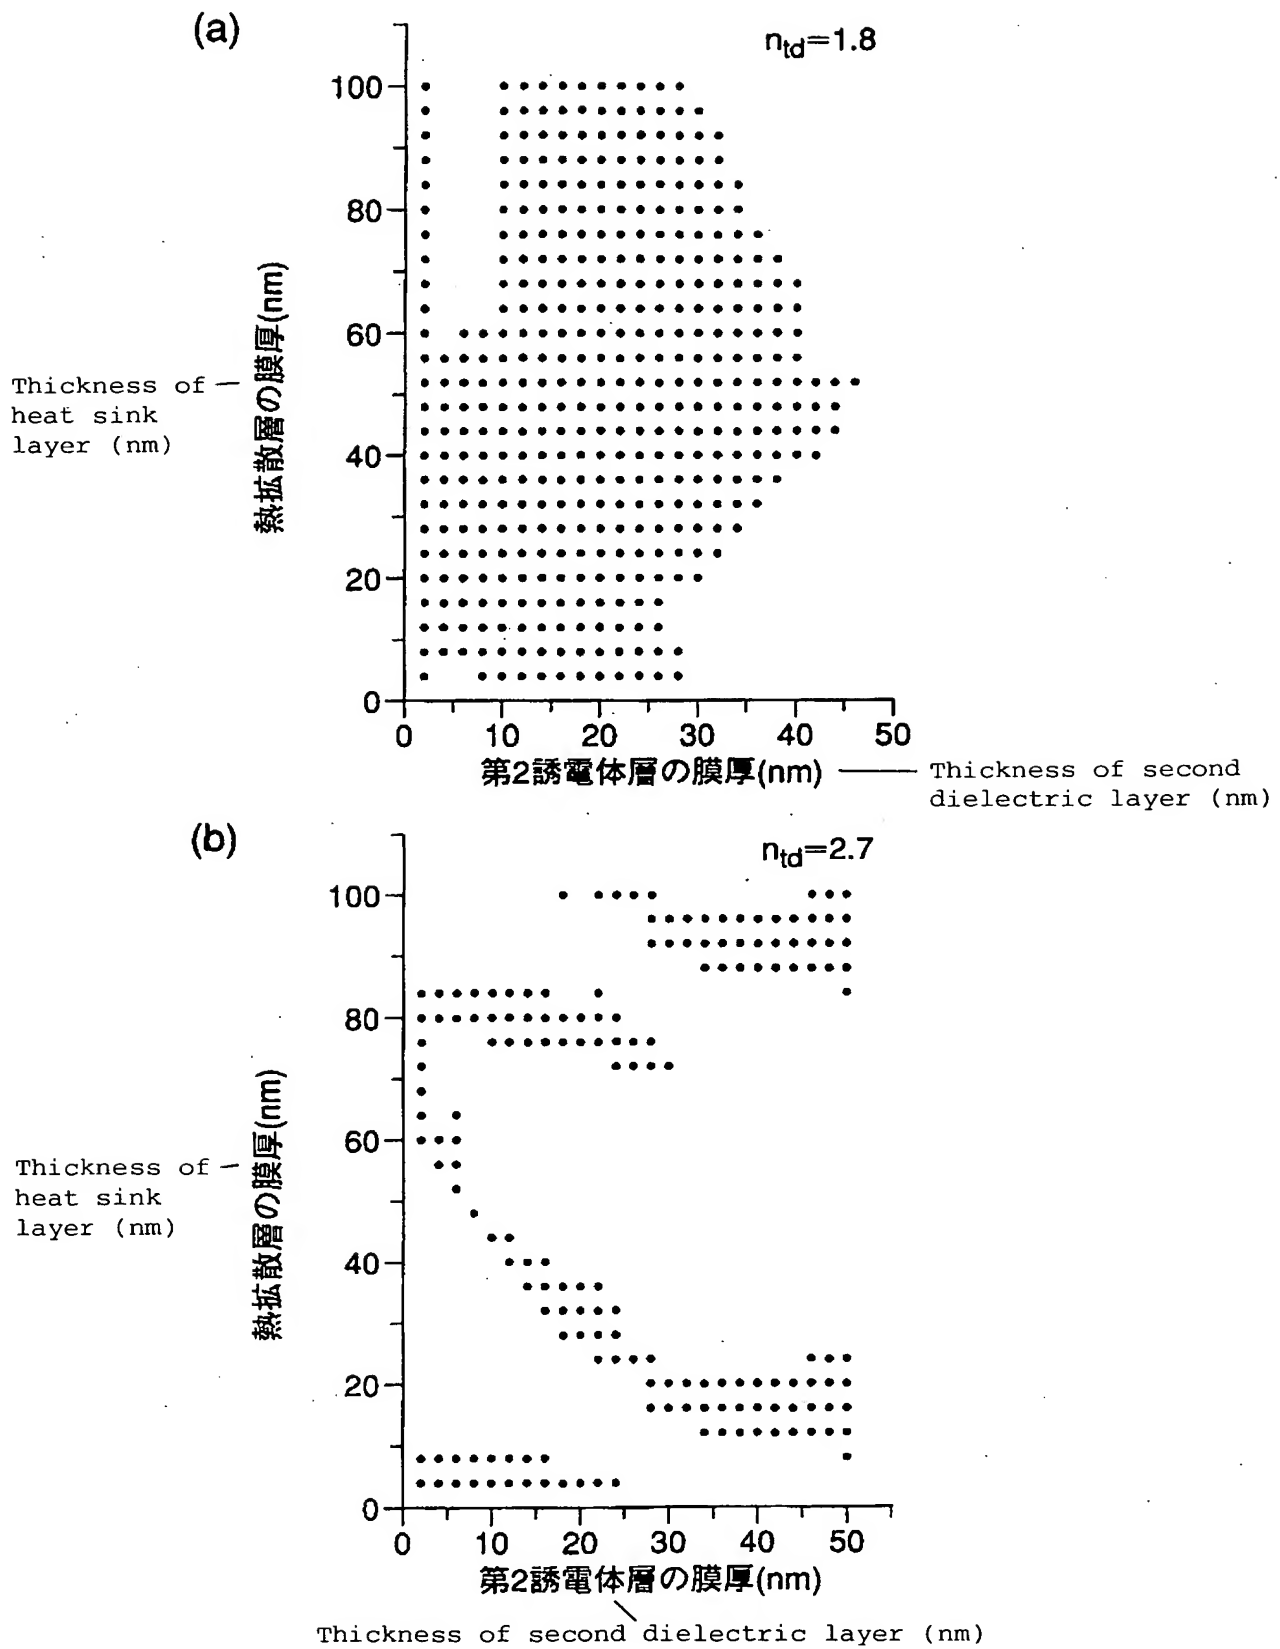 (a)
n_td=1.8
100
80
60
40
20
0
熱拡散層の膜厚(nm)
Thickness of
heat sink
layer (nm)
0 10 20 30 40 50
第2誘電体層の膜厚(nm)
Thickness of second
dielectric layer (nm)
(b)
n_td=2.7
100
80
60
40
20
0
熱拡散層の膜厚(nm)
Thickness of
heat sink
layer (nm)
0 10 20 30 40 50
第2誘電体層の膜厚(nm)
Thickness of second dielectric layer (nm)